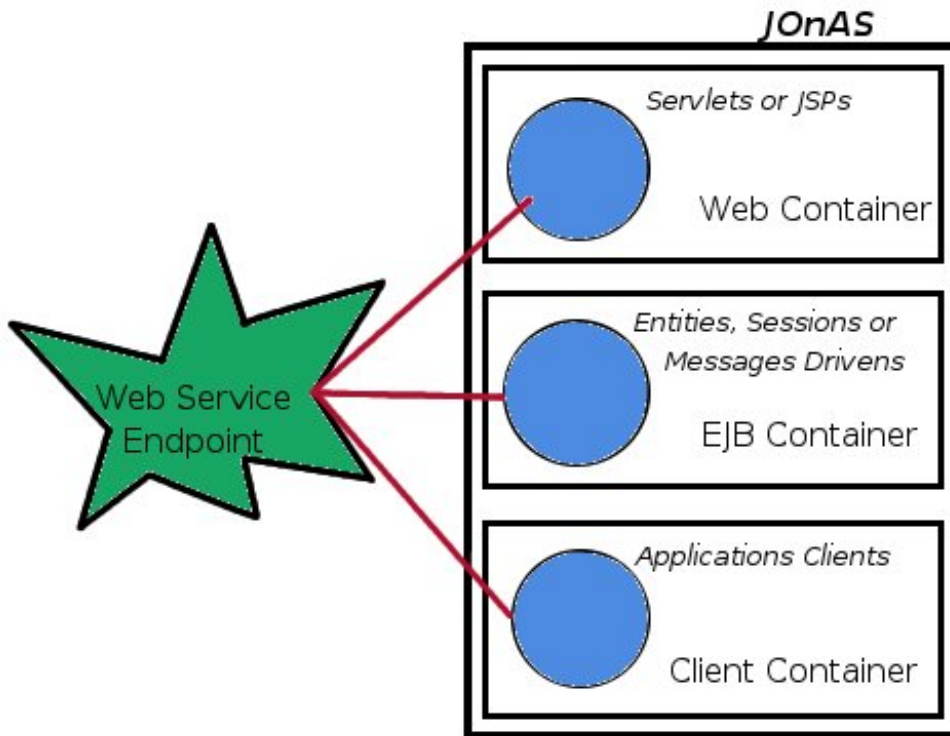 JOnAS
Servlets or JSPs
Web Container
Web Service
Endpoint
Entities, Sessions or
Messages Drivens
EJB Container
Applications Clients
Client Container